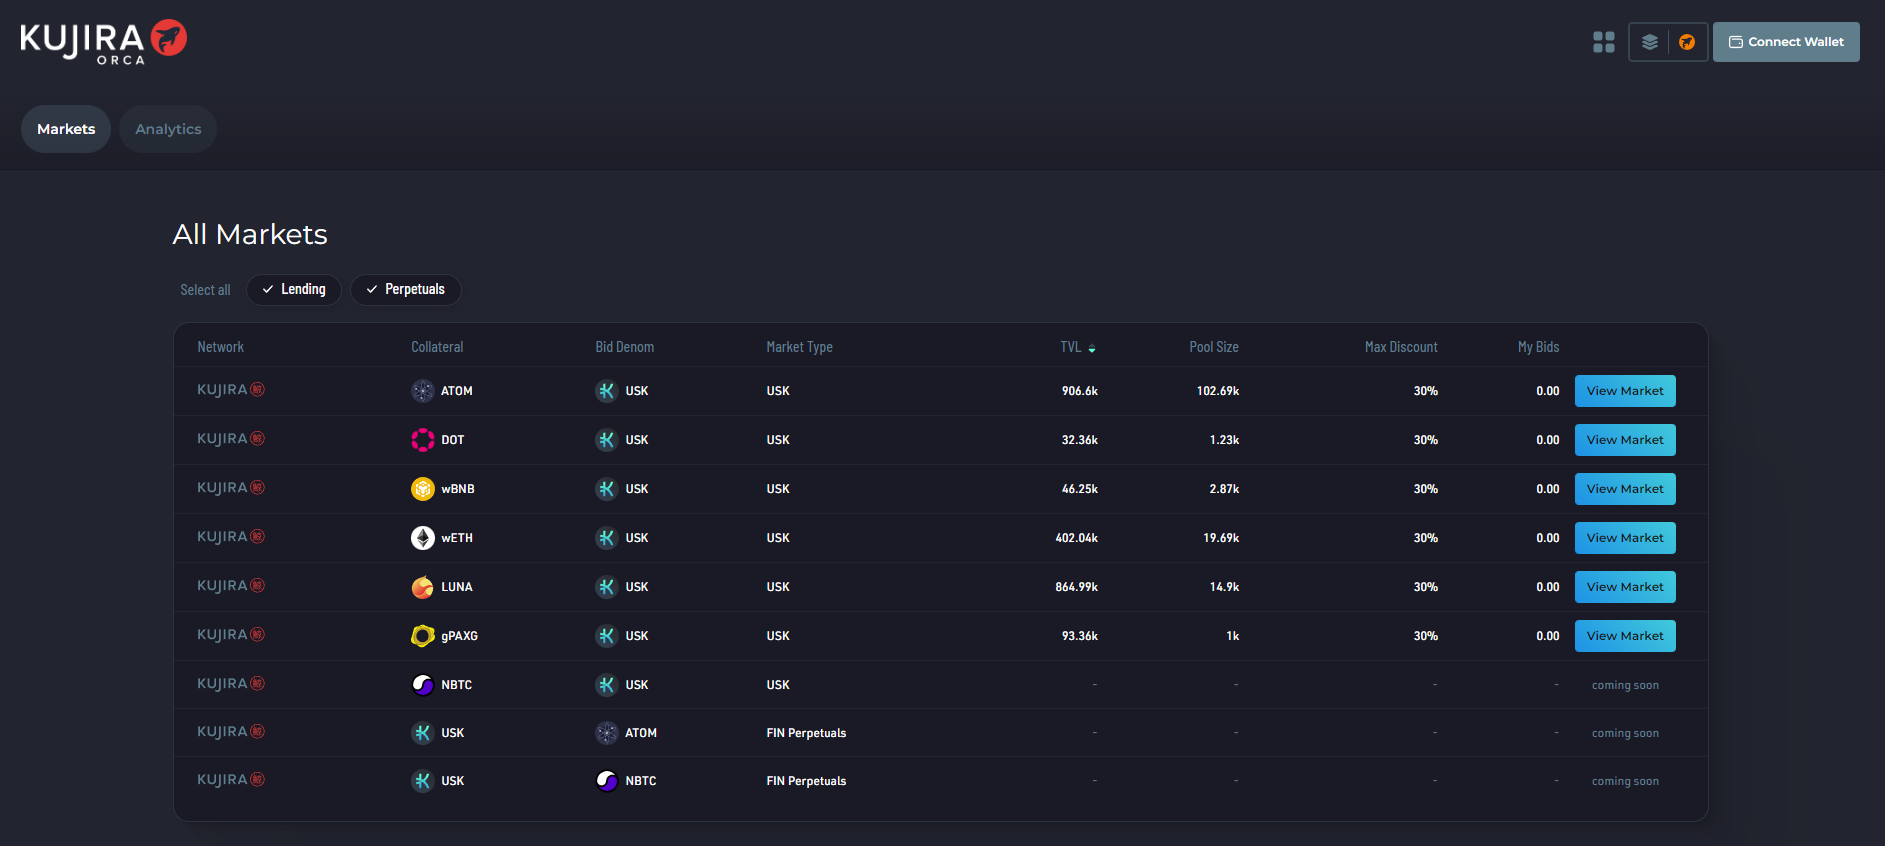 KUJIRA
ORCA
Connect Wallet
Markets Analytics
All Markets
Select all Lending Perpetuals
Network Collateral Bid Denom Market Type TVL Pool Size Max Discount My Bids
KUJIRA ATOM USK USK 906.6k 102.69k 30% 0.00 View Market
KUJIRA DOT USK USK 32.36k 1.23k 30% 0.00 View Market
KUJIRA wBNB USK USK 46.25k 2.87k 30% 0.00 View Market
KUJIRA wETH USK USK 402.04k 19.69k 30% 0.00 View Market
KUJIRA LUNA USK USK 864.99k 14.9k 30% 0.00 View Market
KUJIRA gPAXG USK USK 93.36k 1k 30% 0.00 View Market
KUJIRA NBTC USK USK - - - - coming soon
KUJIRA USK ATOM FIN Perpetuals - - - - coming soon
KUJIRA USK NBTC FIN Perpetuals - - - - coming soon